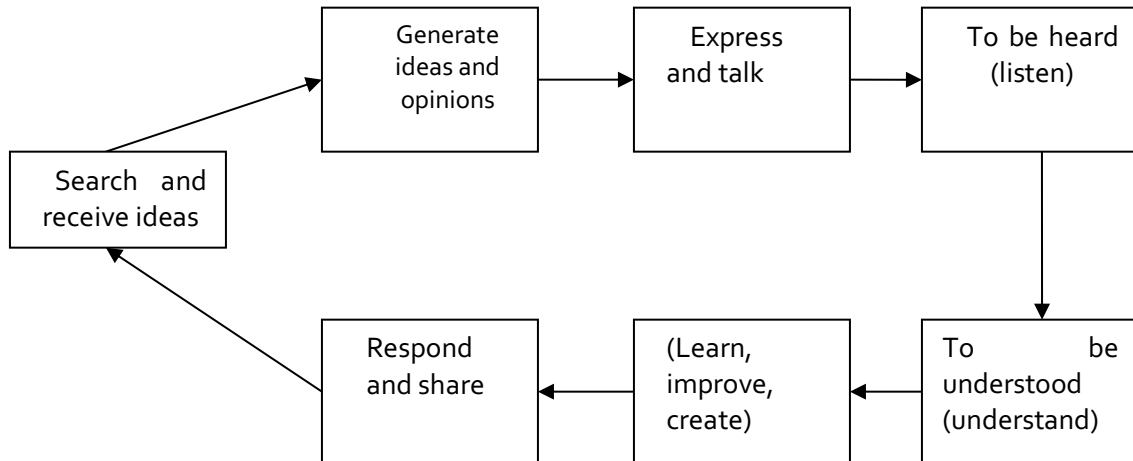 Generate
ideas and
opinions
Express
and talk
To be heard
(listen)
Search and
receive ideas
Respond
and share
(Learn,
improve,
create)
To be
understood
(understand)